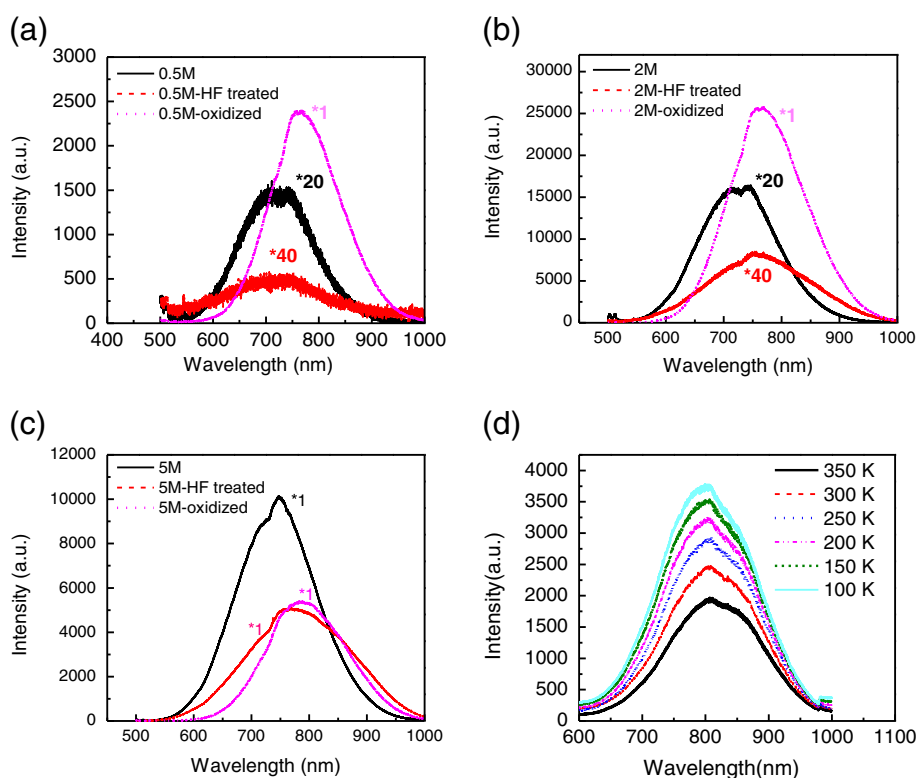 (a)
3000
2500
2000
1500
1000
500
0
Intensity (a.u.)
0.5M
0.5M-HF treated
0.5M-oxidized
*1
*20
*40
400 500 600 700 800 900 1000
Wavelength (nm)
(b)
30000
25000
20000
15000
10000
5000
0
Intensity (a.u.)
2M
2M-HF treated
2M-oxidized
*1
*20
*40
500 600 700 800 900 1000
Wavelength (nm)
(c)
12000
10000
8000
6000
4000
2000
0
Intensity (a.u.)
5M
5M-HF treated
5M-oxidized
*1
*1
*1
400 500 600 700 800 900 1000
Wavelength (nm)
(d)
4000
3500
3000
2500
2000
1500
1000
500
0
Intensity(a.u.)
350 K
300 K
250 K
200 K
150 K
100 K
600 700 800 900 1000 1100
Wavelength(nm)